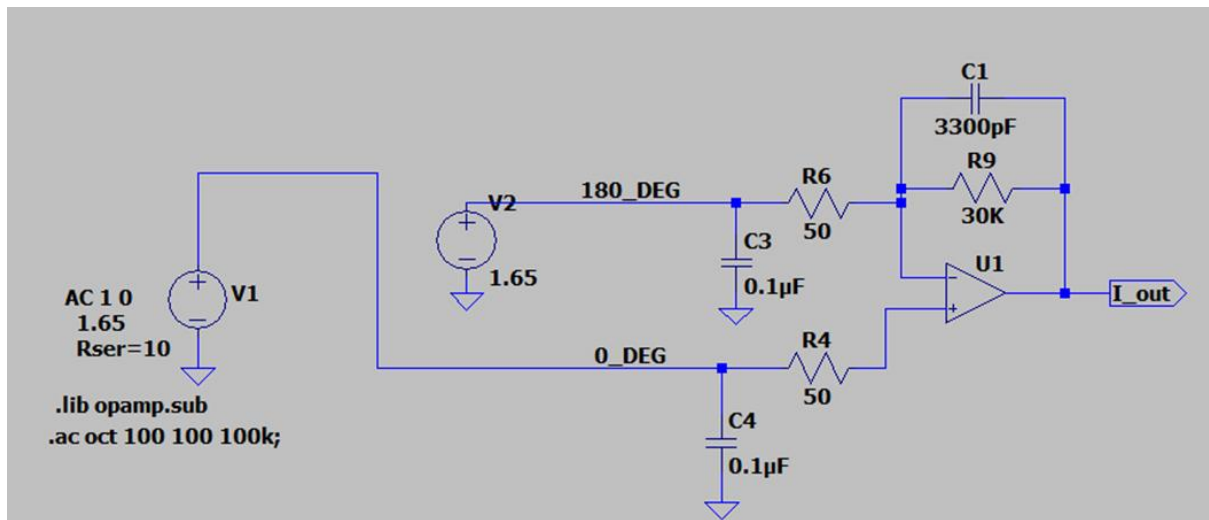 C1
3300pF
R9
30K
R6
50
180_DEG
V2
1.65
C3
0.1µF
U1
I_out
V1
AC 1 0
1.65
Rser=10
0_DEG
R4
50
C4
0.1µF
.lib opamp.sub
.ac oct 100 100 100k;